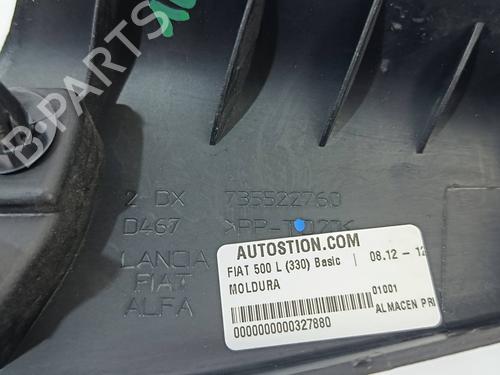 2 DX 735522760
D467 >PP-T
LANCIA
FIAT
ALFA
AUTOSTION.COM
FIAT 500 L (330) Basic | 08.12 - 12
MOLDURA
01001
ALMACEN PRI
0000000000327880
B-PARTS